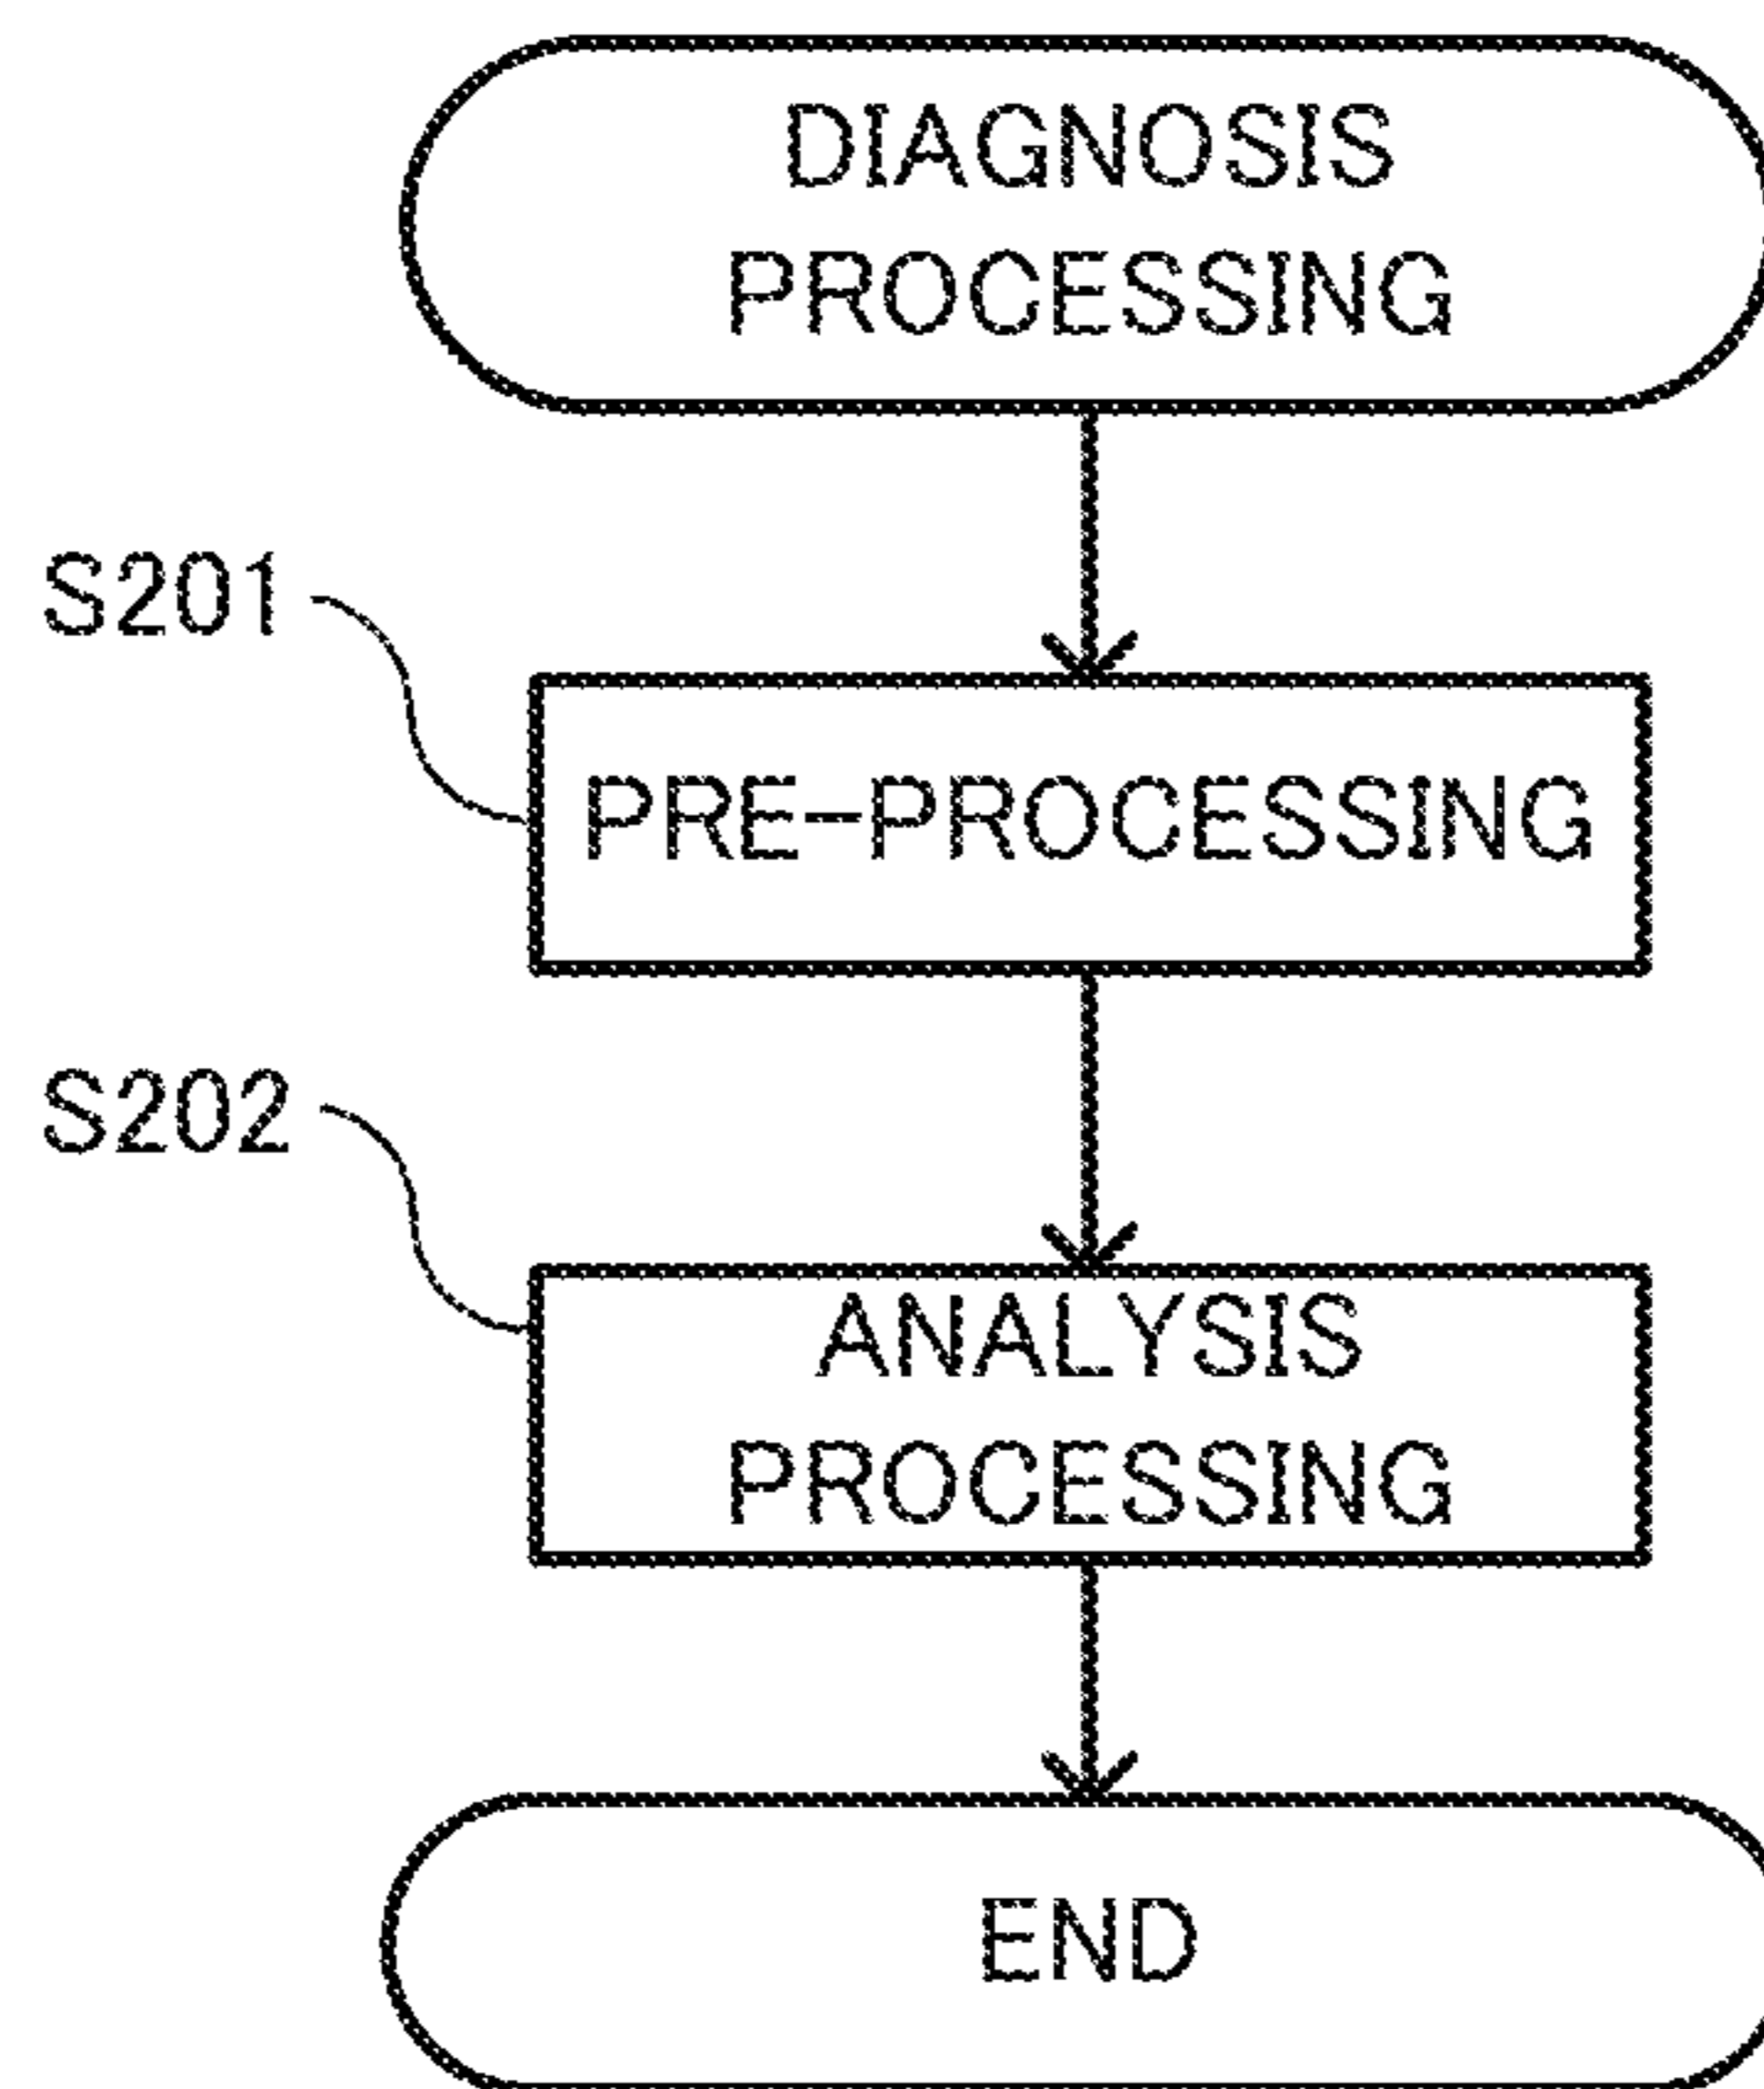 DIAGNOSIS
PROCESSING
S201
PRE-PROCESSING
S202
ANALYSIS
PROCESSING
END